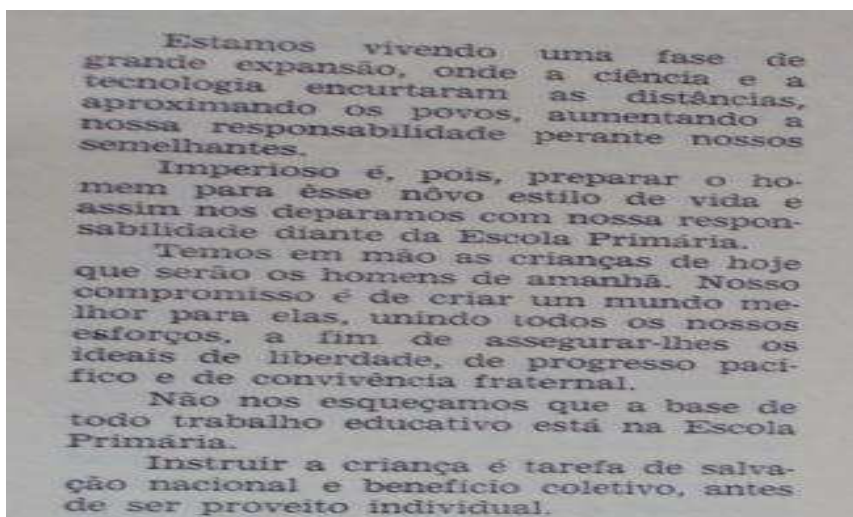 Estamos vivendo uma fase de
grande expansão, onde a ciência e a
tecnologia encurtaram as distâncias,
aproximando os povos, aumentando a
nossa responsabilidade perante nossos
semelhantes.
Imperioso é, pois, preparar o ho-
mem para êsse nôvo estilo de vida e
assim nos deparamos com nossa respon-
sabilidade diante da Escola Primária.
Temos em mão as crianças de hoje
que serão os homens de amanhã. Nosso
compromisso é de criar um mundo me-
lhor para elas, unindo todos os nossos
esforços, a fim de assegurar-lhes os
ideais de liberdade, de progresso pací-
fico e de convivência fraternal.
Não nos esqueçamos que a base de
todo trabalho educativo está na Escola
Primária.
Instruir a criança é tarefa de salva-
ção nacional e benefício coletivo, antes
de ser proveito individual.